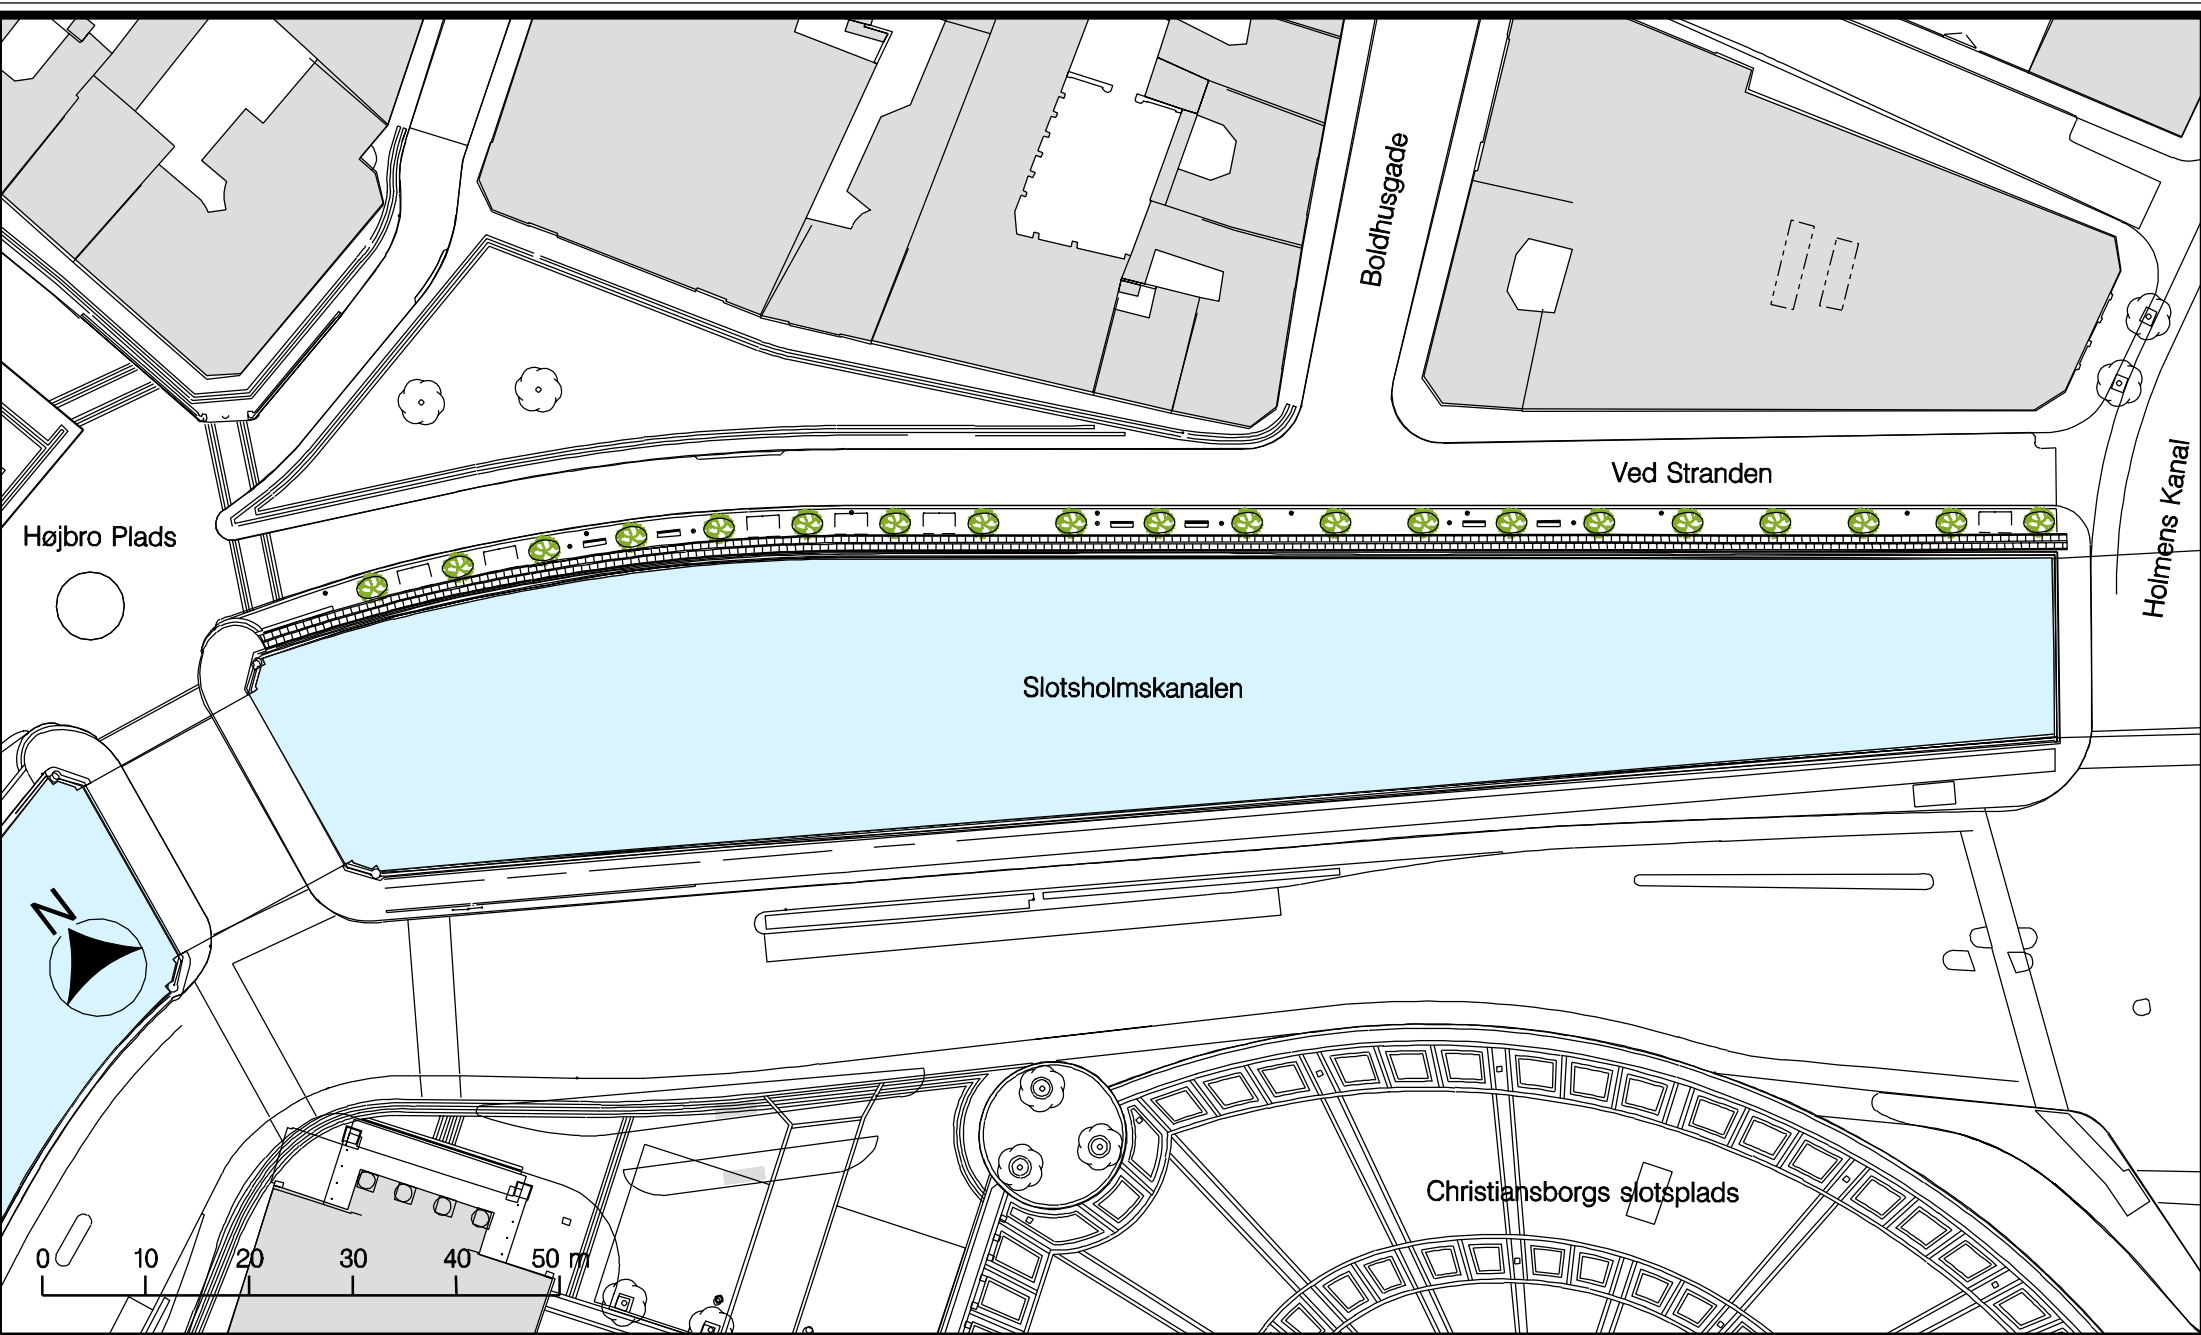 Boldhusgade
Ved Stranden
Holmens Kanal
Højbro Plads
Slotsholmskanalen
N
Christiansborgs slotsplads
0 10 20 30 40 50 m